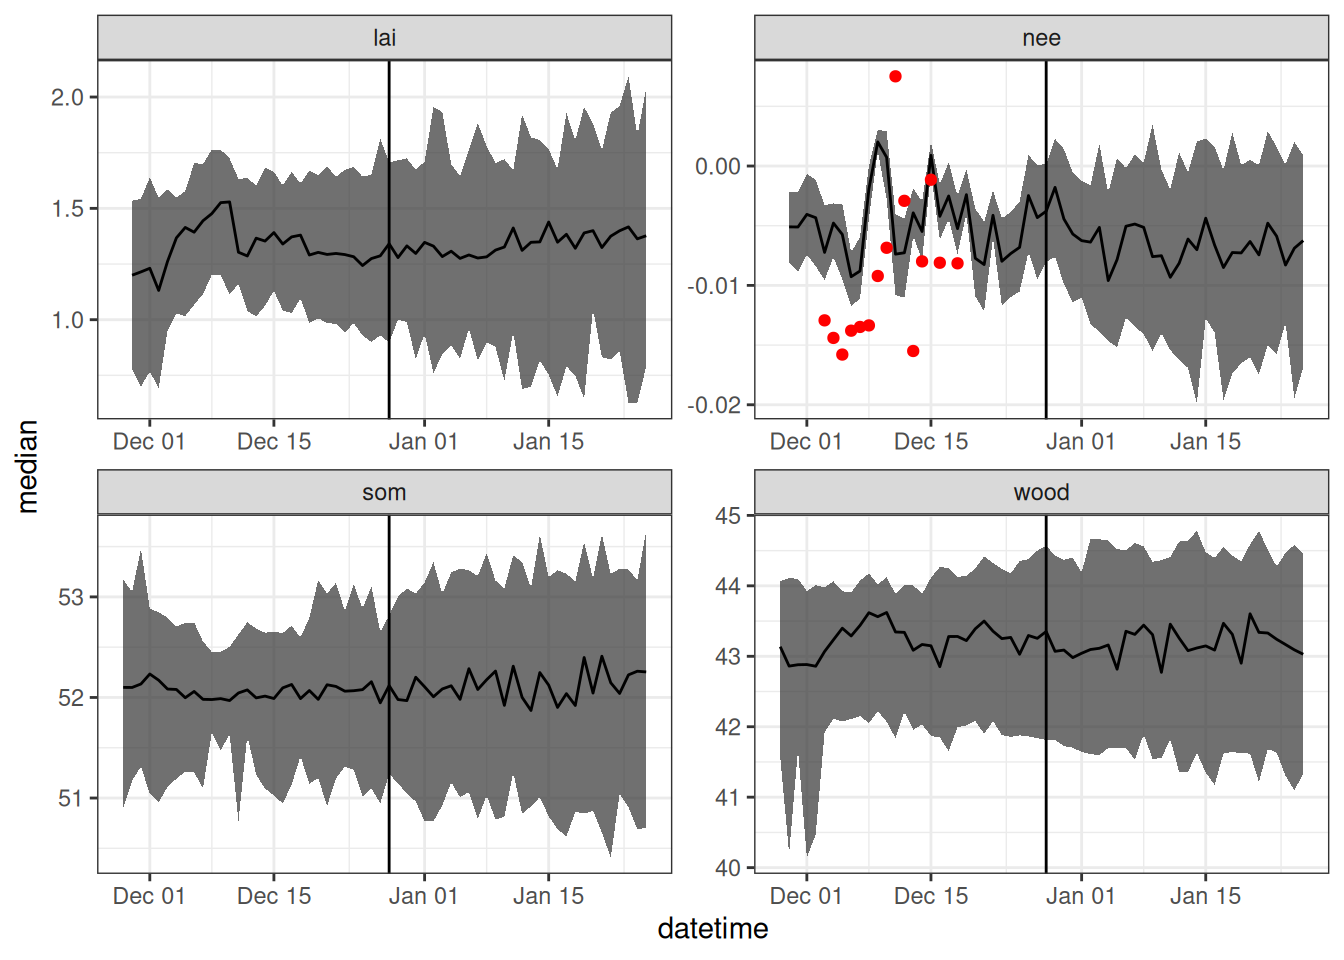 lai
nee
2.0
1.5
1.0
0.00
-0.01
-0.02
Dec 01 Dec 15 Jan 01 Jan 15
Dec 01 Dec 15 Jan 01 Jan 15
median
som
wood
53
52
51
45
44
43
42
41
40
Dec 01 Dec 15 Jan 01 Jan 15
Dec 01 Dec 15 Jan 01 Jan 15
datetime